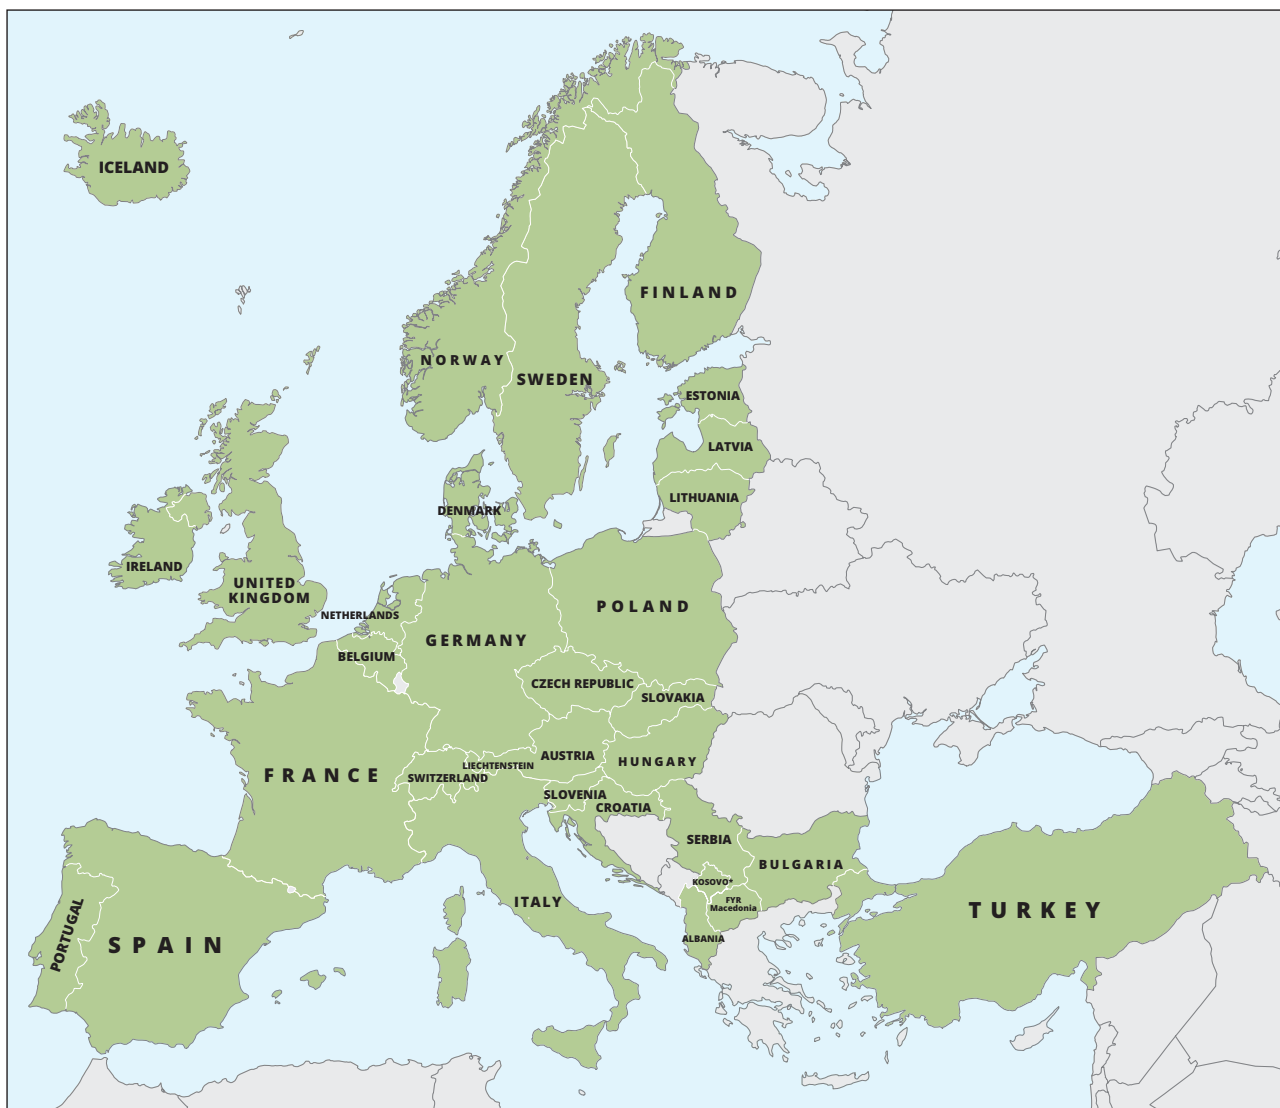 ICELAND
FINLAND
NORWAY
SWEDEN
ESTONIA
LATVIA
LITHUANIA
DENMARK
IRELAND
UNITED
KINGDOM
NETHERLANDS
POLAND
GERMANY
BELGIUM
CZECH REPUBLIC
SLOVAKIA
AUSTRIA
HUNGARY
LIECHTENSTEIN
FRANCE
SWITZERLAND
SLOVENIA
CROATIA
SERBIA
BULGARIA
KOSOVO*
FYR
Macedonia
ITALY
TURKEY
PORTUGAL
SPAIN
ALBANIA